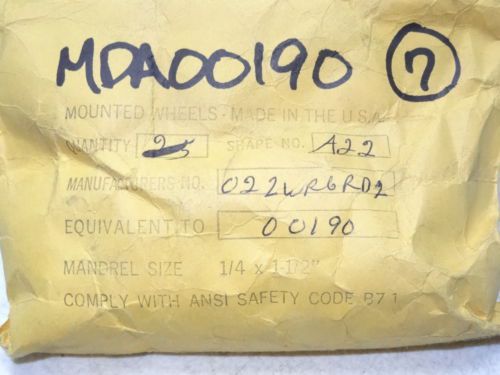 MDA00190 7
MOUNTED WHEELS - MADE IN THE U.S.A.
QUANTITY 25 SHAPE NO. A22
MANUFACTURERS NO. 022WR6RD2
EQUIVALENT TO 00190
MANDREL SIZE 1/4 x 1-1/2"
COMPLY WITH ANSI SAFETY CODE B7 1